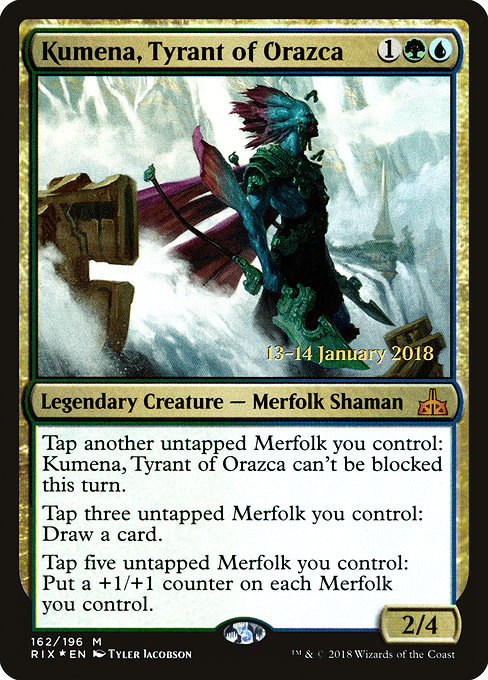 Kumena, Tyrant of Orazca 1
13–14 January 2018
Legendary Creature — Merfolk Shaman
Tap another untapped Merfolk you control:
Kumena, Tyrant of Orazca can't be blocked
this turn.
Tap three untapped Merfolk you control:
Draw a card.
Tap five untapped Merfolk you control:
Put a +1/+1 counter on each Merfolk
you control.
2/4
162/196 M
RIX EN Tyler Jacobson
™ & © 2018 Wizards of the Coast